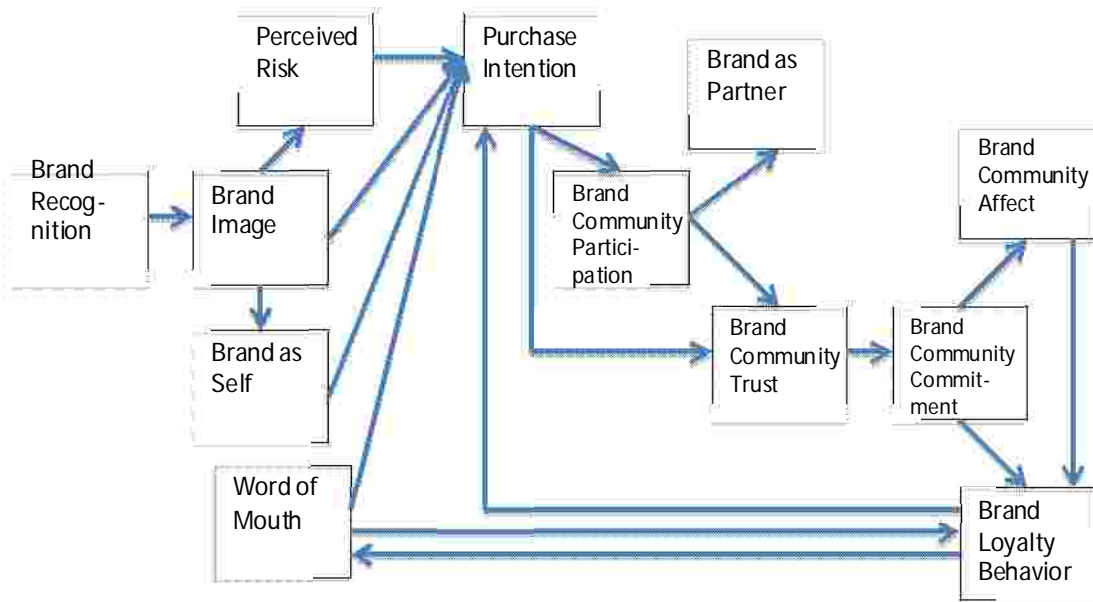 Perceived
Risk
Purchase
Intention
Brand as
Partner
Brand
Community
Affect
Brand
Recog-
nition
Brand
Image
Brand
Community
Partici-
pation
Brand as
Self
Brand
Community
Trust
Brand
Community
Commit-
ment
Word of
Mouth
Brand
Loyalty
Behavior